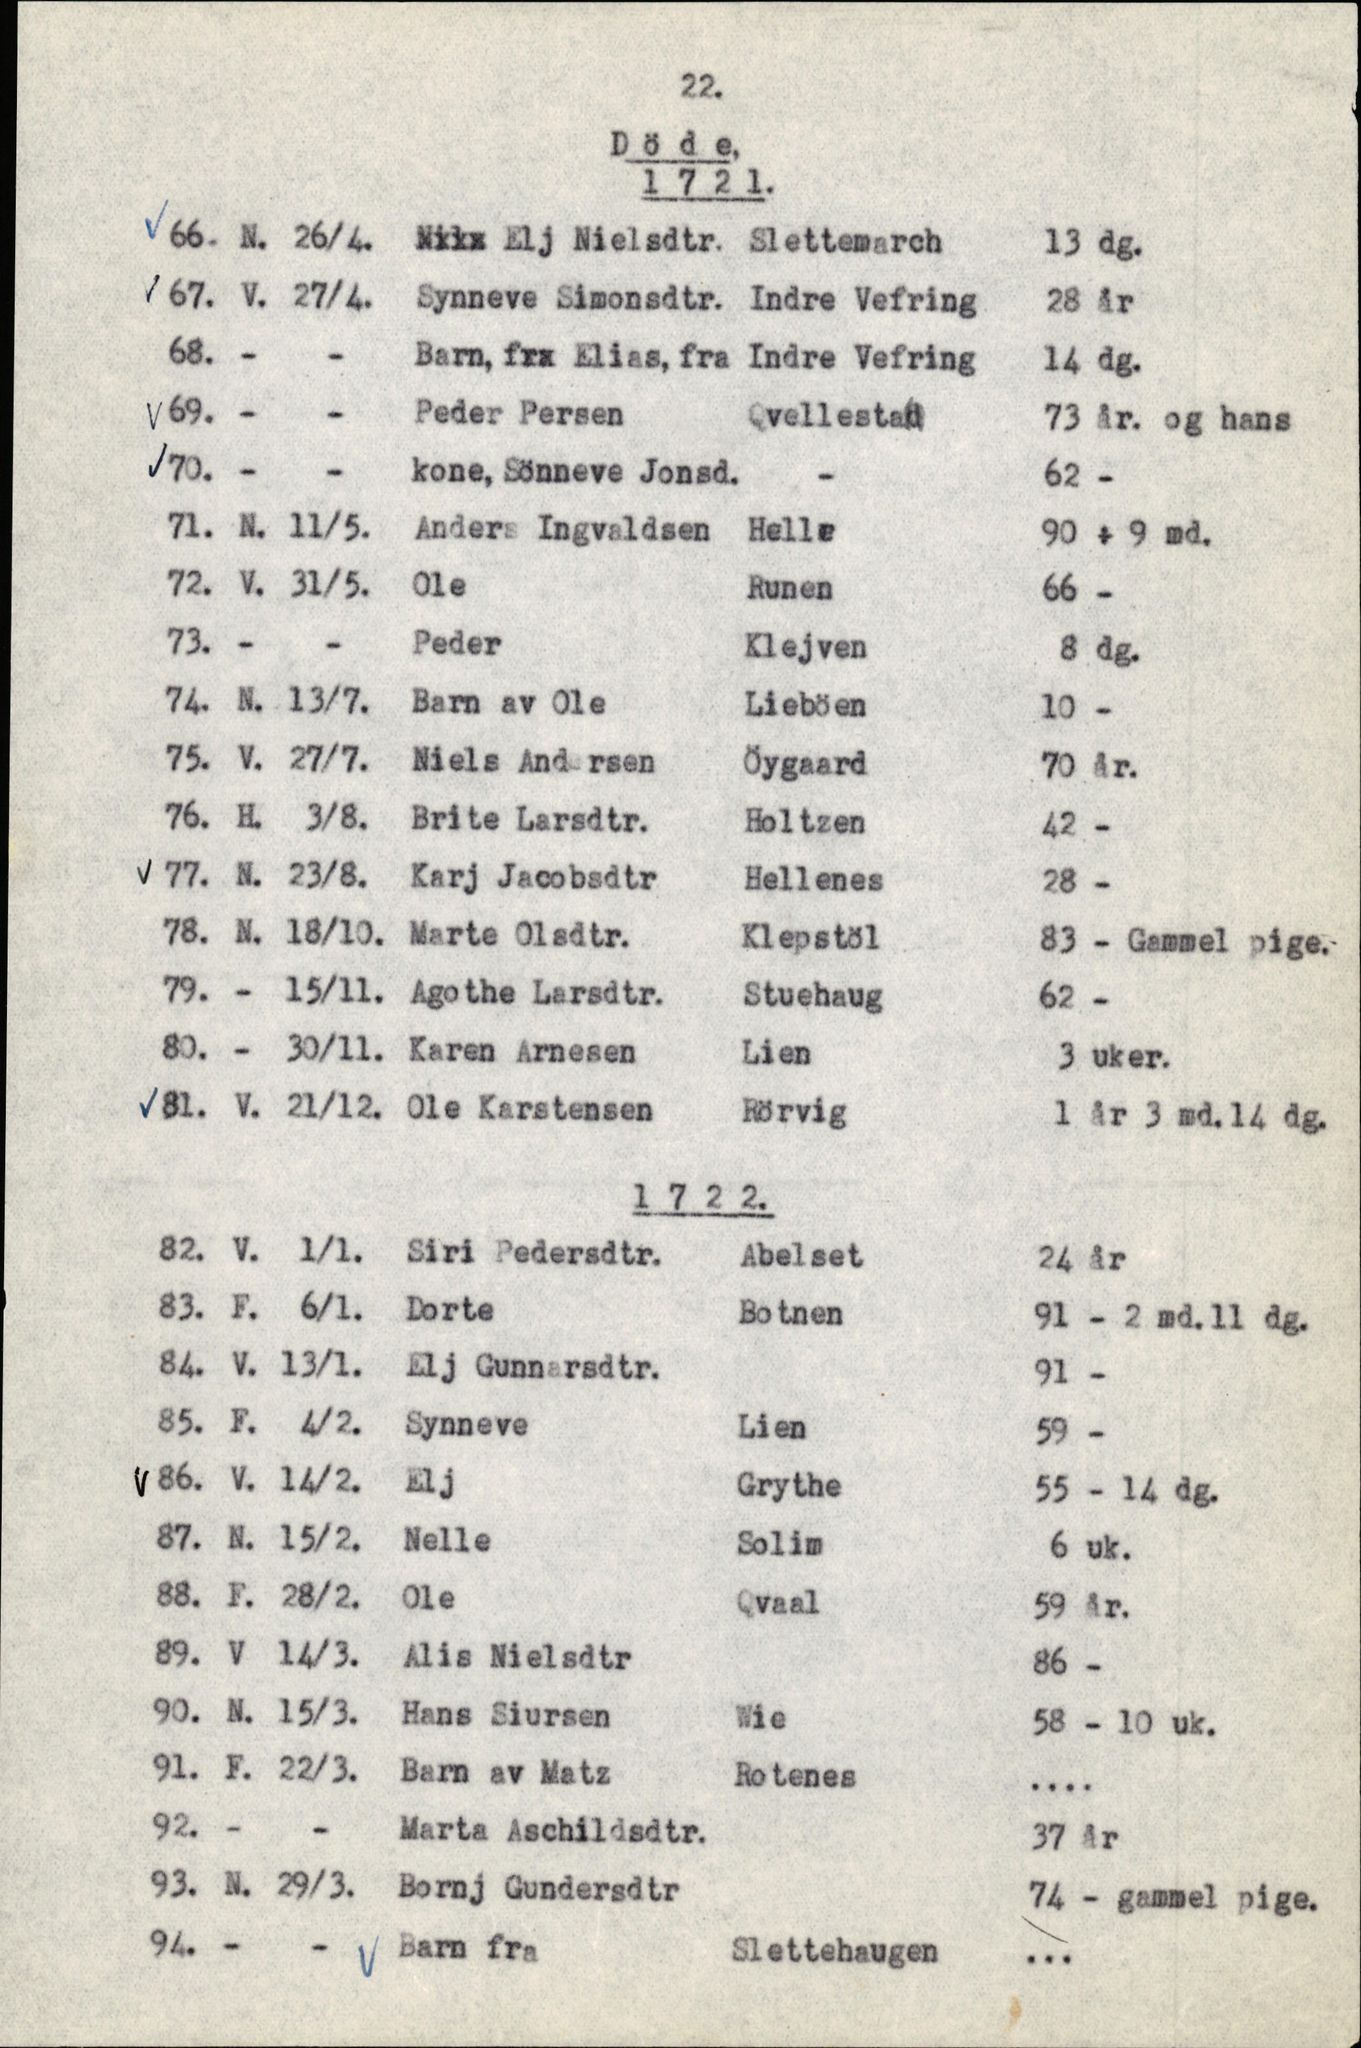 22.
Döde,
1721.
66. N. 26/4. Elj Nielsdtr. Slettemarch 13 dg.
67. V. 27/4. Synneve Simonsdtr. Indre Vefring 28 år
68. - - Barn, frx Elias, fra Indre Vefring 14 dg.
69. - - Peder Persen Qvellestad 73 år. og hans
70. - - kone, Sönneve Jonsd. - 62 -
71. N. 11/5. Anders Ingvaldsen Helle 90 + 9 md.
72. V. 31/5. Ole Runen 66 -
73. - - Peder Klejven 8 dg.
74. N. 13/7. Barn av Ole Lieböen 10 -
75. V. 27/7. Niels Andersen Öygaard 70 år.
76. H. 3/8. Brite Larsdtr. Holtzen 42 -
77. N. 23/8. Karj Jacobsdtr Hellenes 28 -
78. N. 18/10. Marte Olsdtr. Klepstöl 83 - Gammel pige.
79. - 15/11. Agothe Larsdtr. Stuehaug 62 -
80. - 30/11. Karen Arnesen Lien 3 uker.
81. V. 21/12. Ole Karstensen Rörvig 1 år 3 md.14 dg.
1722.
82. V. 1/1. Siri Pedersdtr. Abelset 24 år
83. F. 6/1. Dorte Botnen 91 - 2 md.11 dg.
84. V. 13/1. Elj Gunnarsdtr. 91 -
85. F. 4/2. Synneve Lien 59 -
86. V. 14/2. Elj Grythe 55 - 14 dg.
87. N. 15/2. Nelle Solim 6 uk.
88. F. 28/2. Ole Qvaal 59 år.
89. V 14/3. Alis Nielsdtr 86 -
90. N. 15/3. Hans Siursen Wie 58 - 10 uk.
91. F. 22/3. Barn av Matz Rotenes ....
92. - - Marta Aschildsdtr. 37 år
93. N. 29/3. Bornj Gundersdtr 74 - gammel pige.
94. - - Barn fra Slettehaugen ...